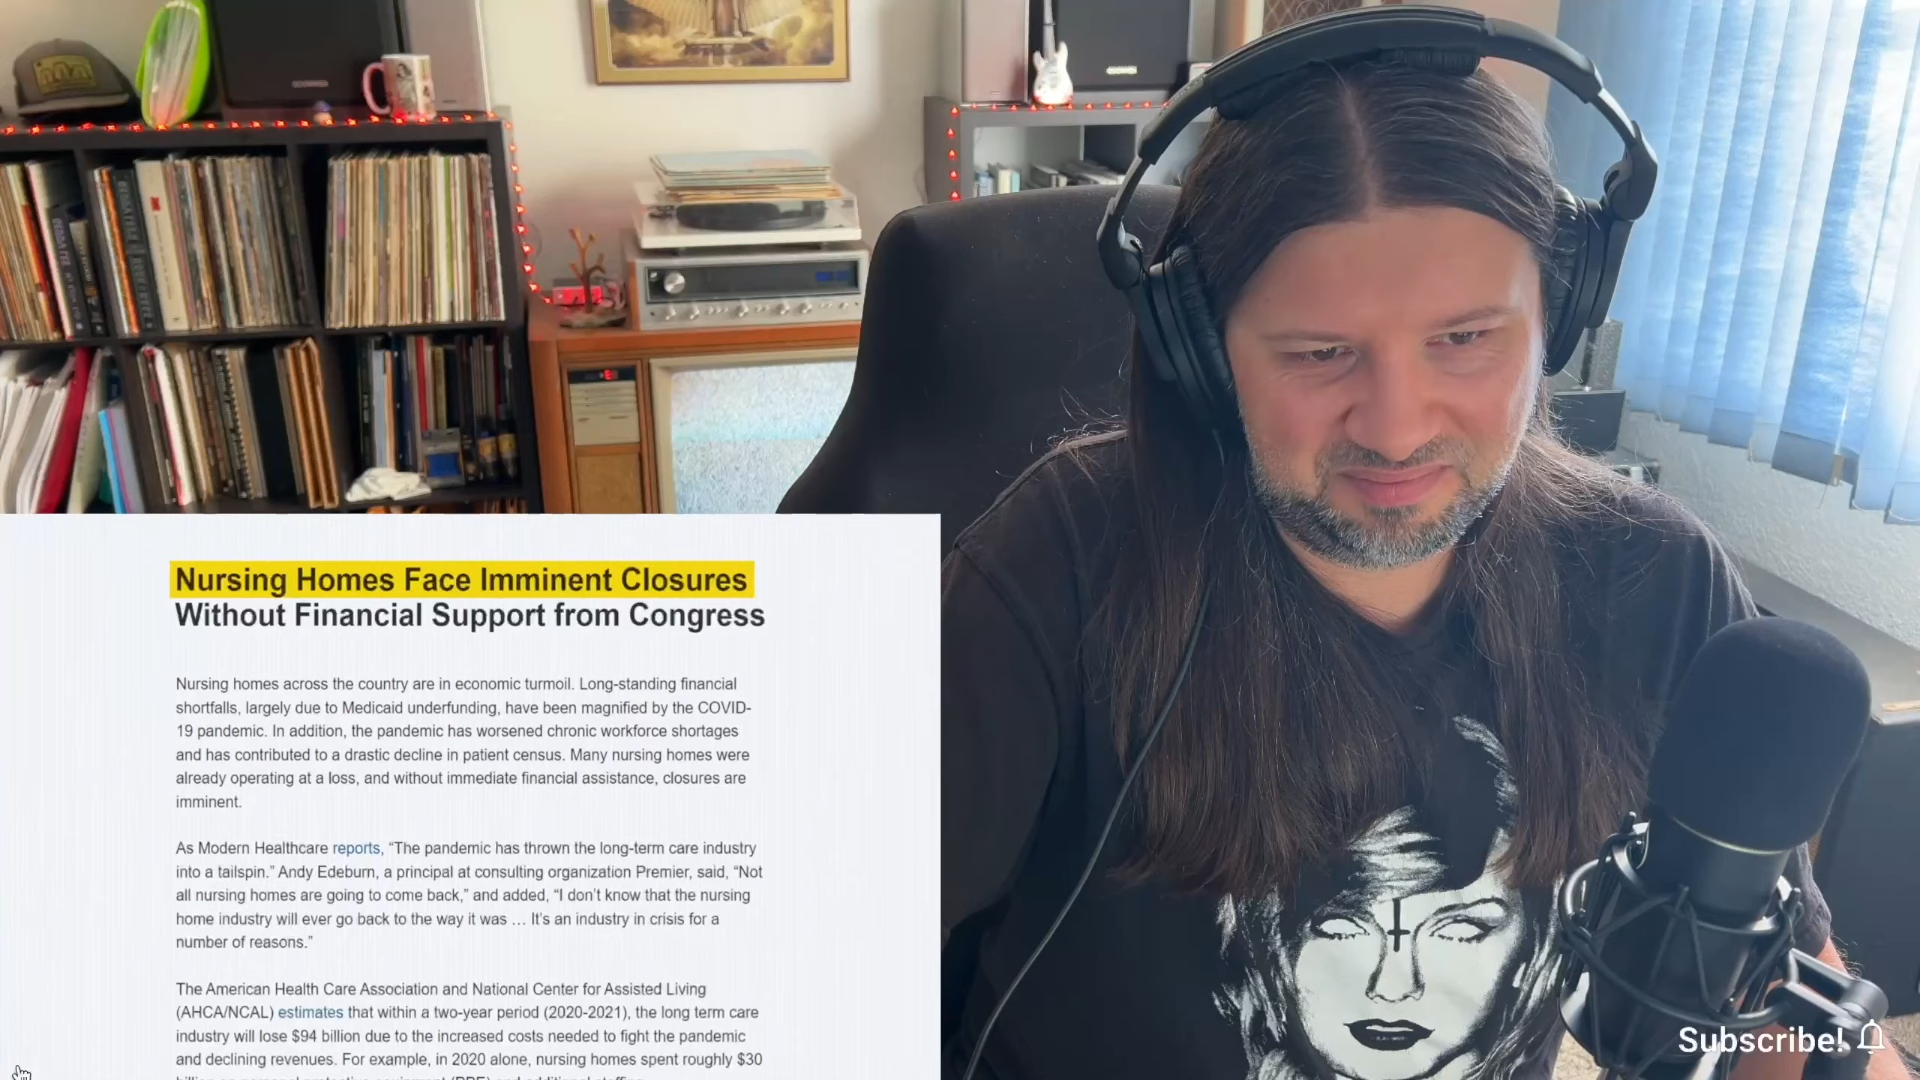 Nursing Homes Face Imminent Closures
Without Financial Support from Congress
Nursing homes across the country are in economic turmoil. Long-standing financial
shortfalls, largely due to Medicaid underfunding, have been magnified by the COVID-
19 pandemic. In addition, the pandemic has worsened chronic workforce shortages
and has contributed to a drastic decline in patient census. Many nursing homes were
already operating at a loss, and without immediate financial assistance, closures are
imminent.
As Modern Healthcare reports, “The pandemic has thrown the long-term care industry
into a tailspin.” Andy Edeburn, a principal at consulting organization Premier, said, “Not
all nursing homes are going to come back,” and added, “I don’t know that the nursing
home industry will ever go back to the way it was … It’s an industry in crisis for a
number of reasons.”
The American Health Care Association and National Center for Assisted Living
(AHCA/NCAL) estimates that within a two-year period (2020-2021), the long term care
industry will lose $94 billion due to the increased costs needed to fight the pandemic
and declining revenues. For example, in 2020 alone, nursing homes spent roughly $30
Subscribe!